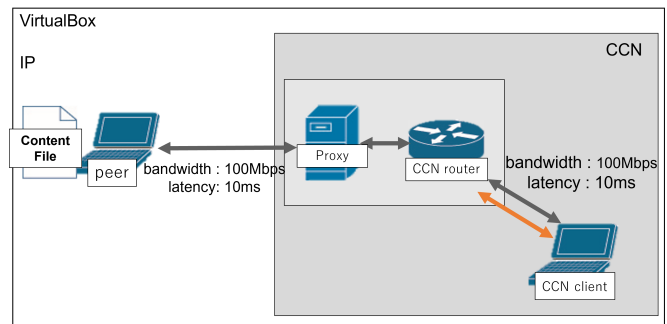 VirtualBox
IP
CCN
Content
File
peer
bandwidth : 100Mbps
latency: 10ms
Proxy
CCN router
bandwidth : 100Mbps
latency : 10ms
CCN client